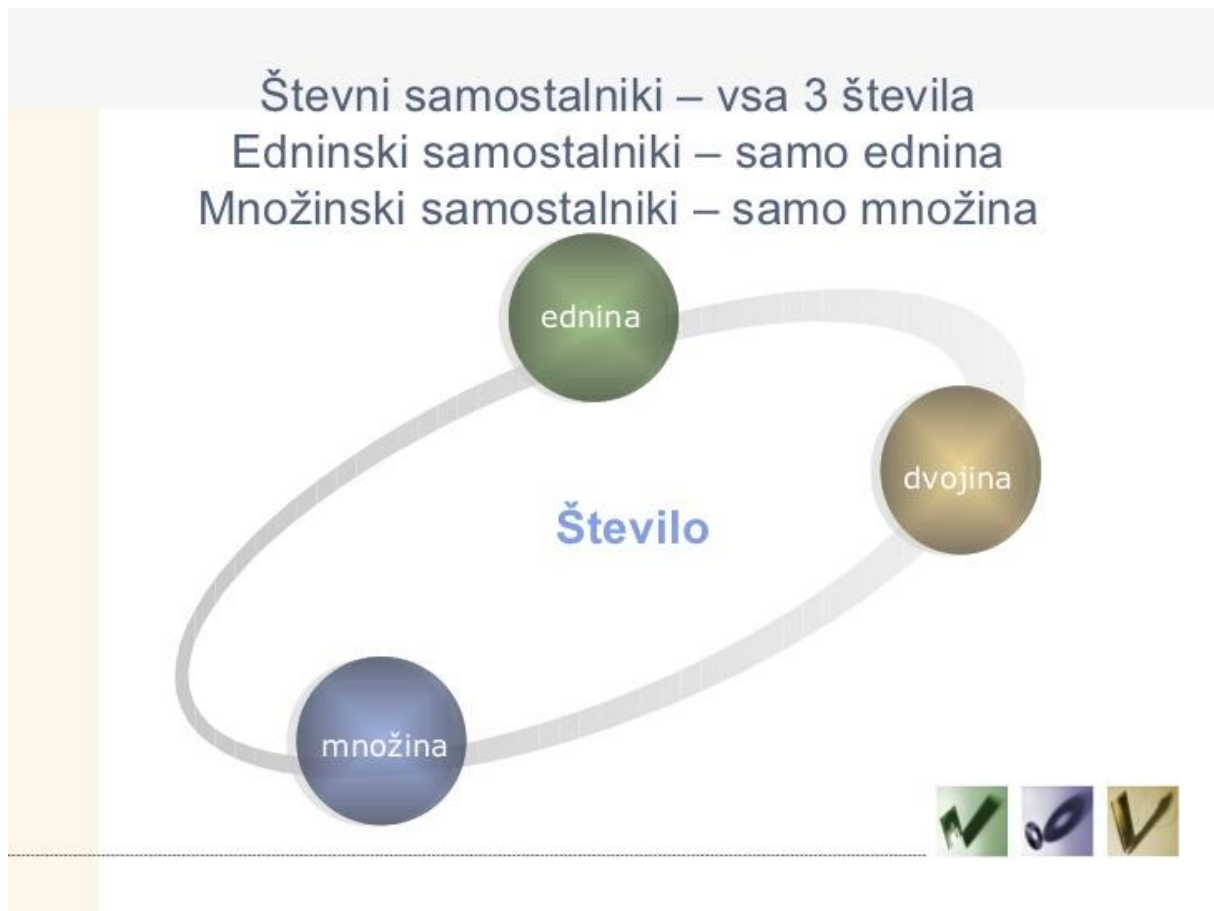 Števni samostalniki – vsa 3 števila
Edninski samostalniki – samo ednina
Množinski samostalniki – samo množina
ednina
dvojina
Število
množina